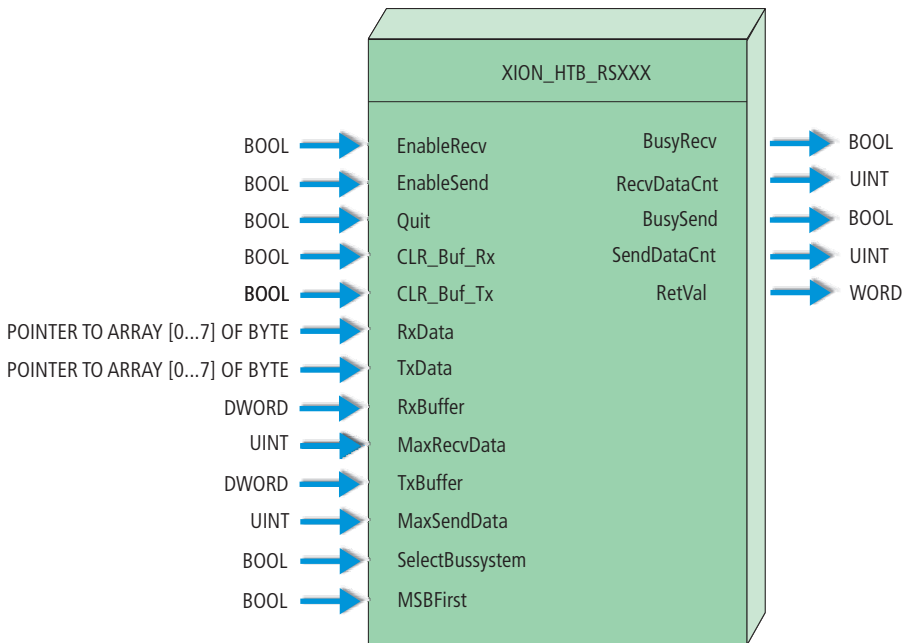 XION_HTB_RSXXX
BOOL EnableRecv BusyRecv BOOL
BOOL EnableSend RecvDataCnt UINT
BOOL Quit BusySend BOOL
BOOL CLR_Buf_Rx SendDataCnt UINT
BOOL CLR_Buf_Tx RetVal WORD
POINTER TO ARRAY [0...7] OF BYTE RxData
POINTER TO ARRAY [0...7] OF BYTE TxData
DWORD RxBuffer
UINT MaxRecvData
DWORD TxBuffer
UINT MaxSendData
BOOL SelectBussystem
BOOL MSBFirst